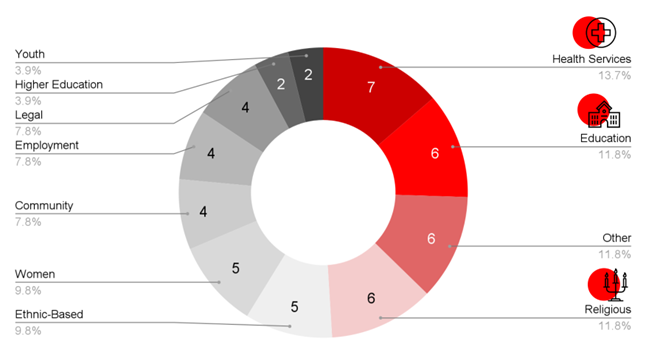 Youth
3.9%
Higher Education
3.9%
Legal
7.8%
Employment
7.8%
Community
7.8%
Women
9.8%
Ethnic-Based
9.8%
2
2
4
4
4
5
5
7
6
6
6
Health Services
13.7%
Education
11.8%
Other
11.8%
Religious
11.8%